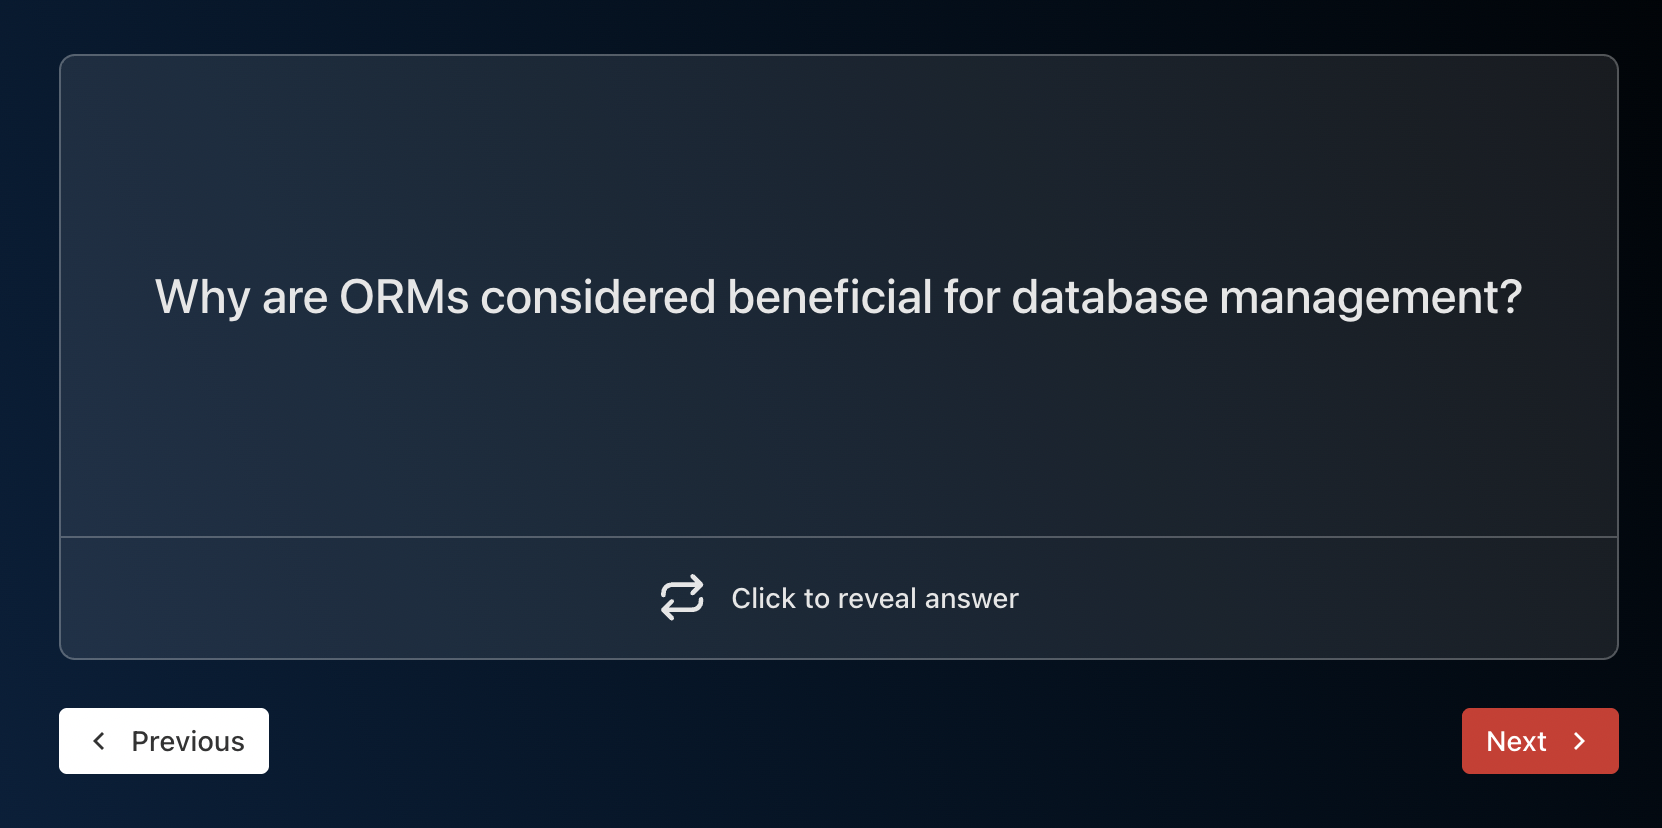 Why are ORMs considered beneficial for database management?
Click to reveal answer
Previous
Next